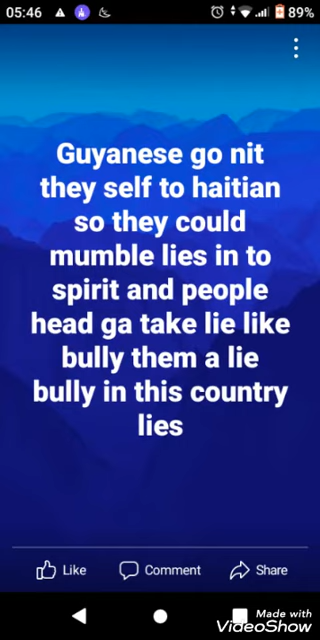 05:46
89%
Guyanese go nit
they self to haitian
so they could
mumble lies in to
spirit and people
head ga take lie like
bully them a lie
bully in this country
lies
Like Comment Share
Made with
VideoShow